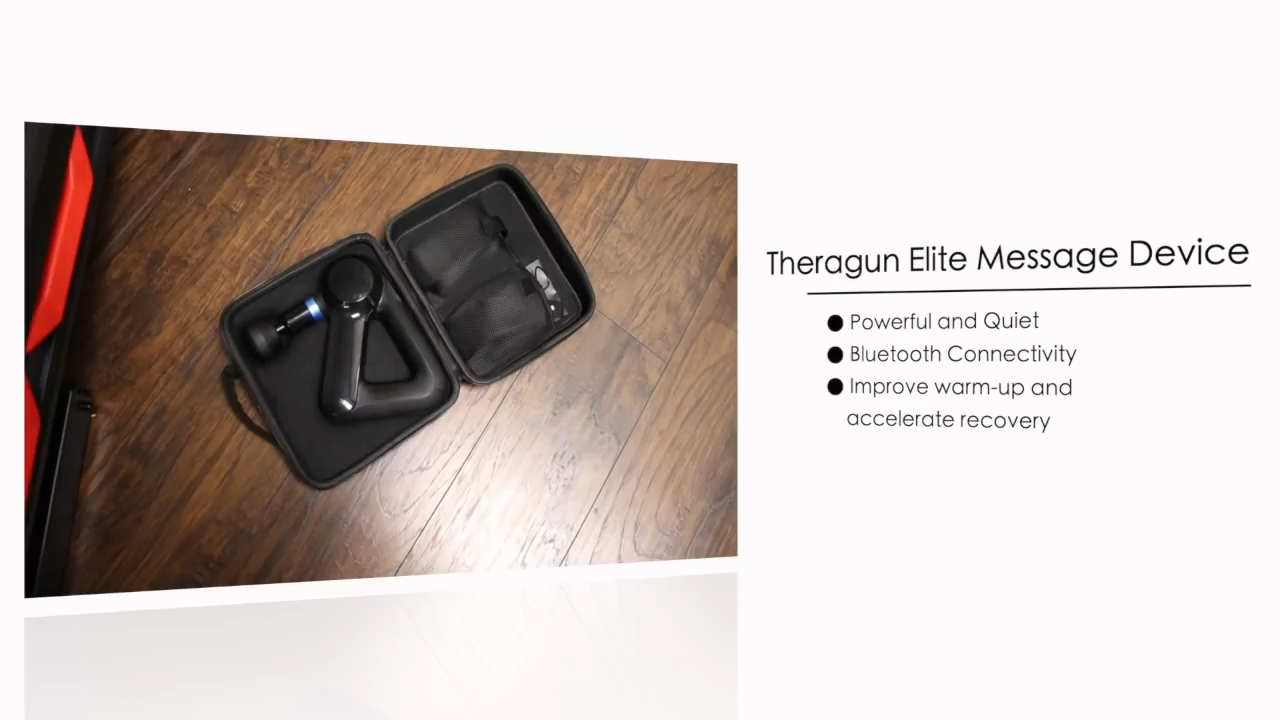 Theragun Elite Message Device
● Powerful and Quiet
● Bluetooth Connectivity
● Improve warm-up and
accelerate recovery